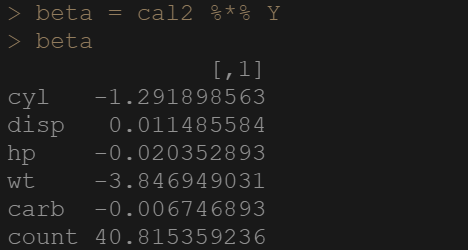 > beta = cal2 %*% Y
> beta
[,1]
cyl -1.291898563
disp 0.011485584
hp -0.020352893
wt -3.846949031
carb -0.006746893
count 40.815359236